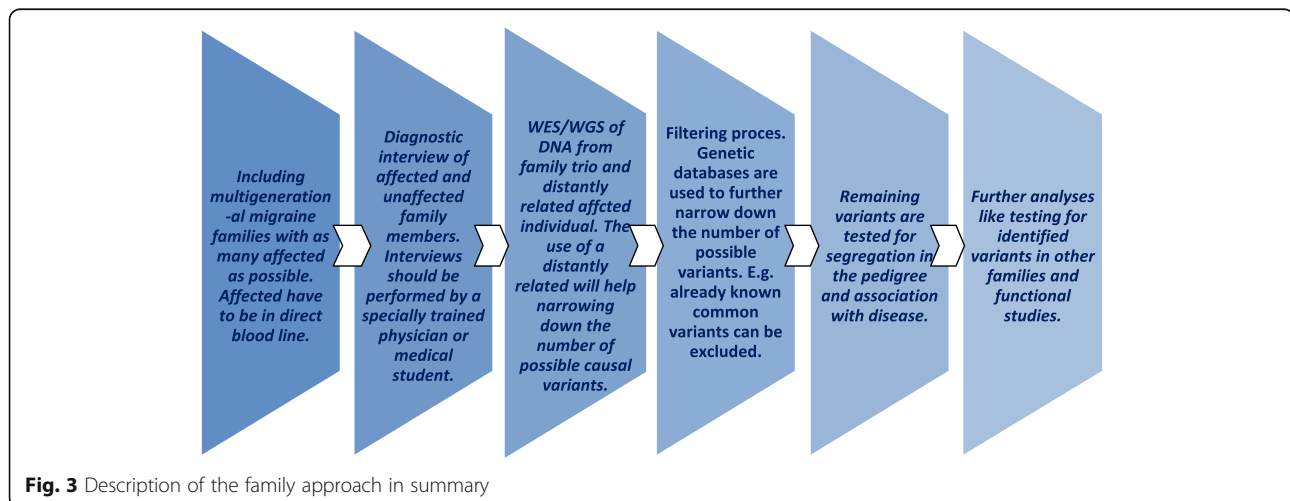 Including
multigeneration
-al migraine
families with as
many affected
as possible.
Affected have
to be in direct
blood line.
Diagnostic
interview of
affected and
unaffected
family
members.
Interviews
should be
performed by a
specially trained
physician or
medical
student.
WES/WGS of
DNA from
family trio and
distantly
related affcted
individual. The
use of a
distantly
related will help
narrowing
down the
number of
possible causal
variants.
Filtering proces.
Genetic
databases are
used to further
narrow down
the number of
possible
variants. E.g.
already known
common
variants can be
excluded.
Remaining
variants are
tested for
segregation in
the pedigree
and association
with disease.
Further analyses
like testing for
identified
variants in other
families and
functional
studies.
Fig. 3 Description of the family approach in summary